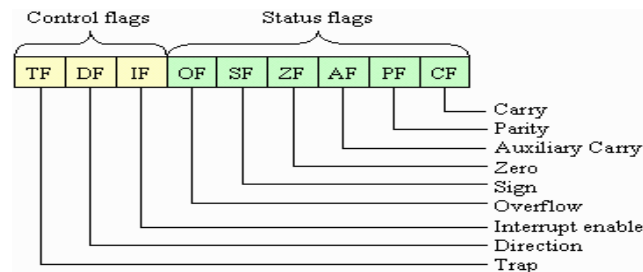 Control flags Status flags
TF DF IF OF SF ZF AF PF CF
Carry
Parity
Auxiliary Carry
Zero
Sign
Overflow
Interrupt enable
Direction
Trap